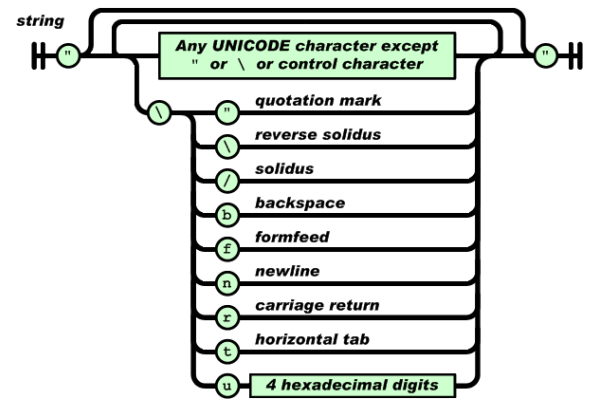 string
" Any UNICODE character except "
" or \ or control character
\ " quotation mark
\ reverse solidus
/ solidus
b backspace
f formfeed
n newline
r carriage return
t horizontal tab
u 4 hexadecimal digits